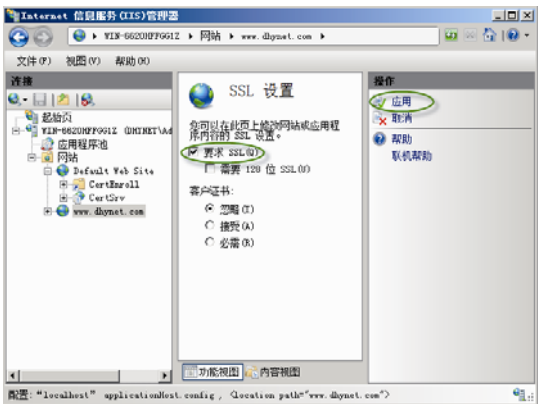 Internet 信息服务(IIS)管理器
WIN-6620HFPGG1Z ▸ 网站 ▸ www.dhynet.com ▸
文件(F) 视图(V) 帮助(H)
连接
起始页
应用程序池
网站
Default Web Site
CertEnroll
CertSrv
www.dhynet.com
SSL 设置
您可以在此页上修改网站或应用程
序内容的 SSL 设置。
要求 SSL(Q)
需要 128 位 SSL(U)
客户证书:
忽略(I)
接受(A)
必需(R)
功能视图 内容视图
操作
应用
取消
帮助
联机帮助
配置: "localhost" applicationHost.config, <location path="www.dhynet.com">